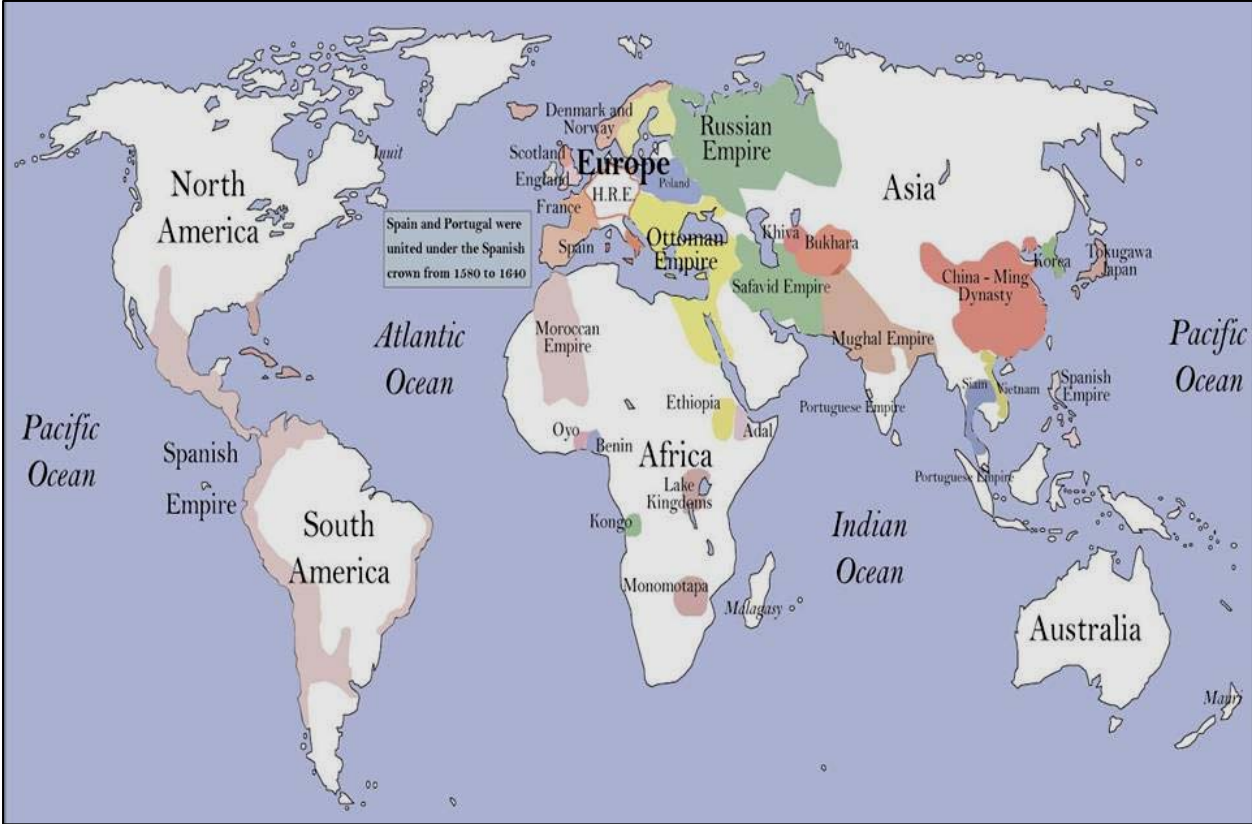 Inuit
North
America
Spain and Portugal were
united under the Spanish
crown from 1580 to 1640
Atlantic
Ocean
Pacific
Ocean
Spanish
Empire
South
America
Denmark and
Norway
Scotland
England
Europe
H.R.E.
Poland
France
Spain
Russian
Empire
Ottoman
Empire
Asia
Khiva
Bukhara
Safavid Empire
China - Ming
Dynasty
Korea
Tokugawa
Japan
Mughal Empire
Portuguese Empire
Siam
Vietnam
Spanish
Empire
Portuguese Empire
Pacific
Ocean
Moroccan
Empire
Ethiopia
Adal
Oyo
Benin
Africa
Lake
Kingdoms
Kongo
Monomotapa
Malagasy
Indian
Ocean
Australia
Mauri